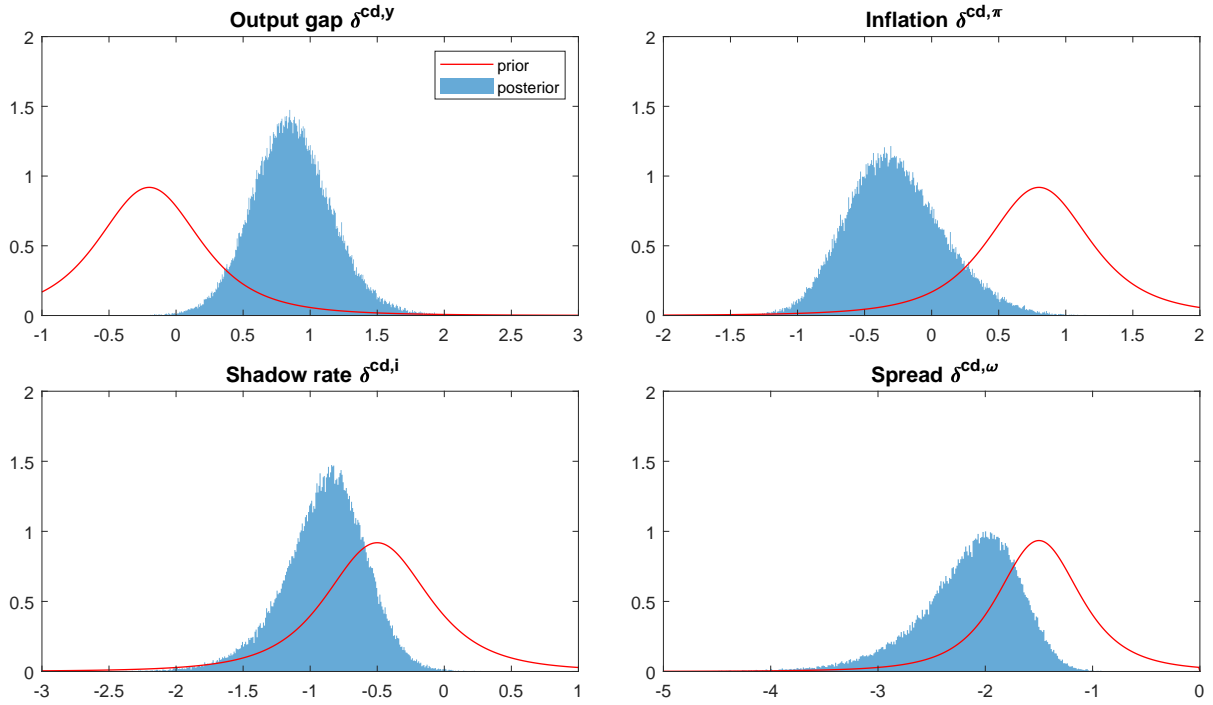 Output gap δ^cd,y
Inflation δ^cd,π
2
1.5
1
0.5
0
-1 -0.5 0 0.5 1 1.5 2 2.5 3
prior
posterior
2
1.5
1
0.5
0
-2 -1.5 -1 -0.5 0 0.5 1 1.5 2
Shadow rate δ^cd,i
Spread δ^cd,ω
2
1.5
1
0.5
0
-3 -2.5 -2 -1.5 -1 -0.5 0 0.5 1
2
1.5
1
0.5
0
-5 -4 -3 -2 -1 0